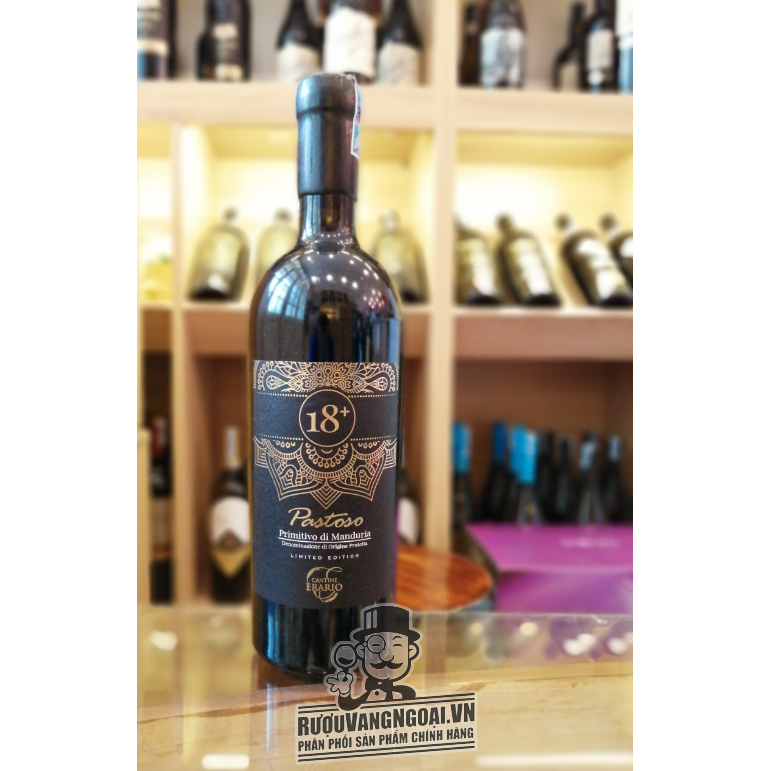 18+
Pastoso
Primitivo di Manduria
Denominazione di Origine Protetta
LIMITED EDITION
CANTINE
ERARIO
RƯỢUVANGNGOẠI.VN
PHÂN PHỐI SẢN PHẨM CHÍNH HÃNG